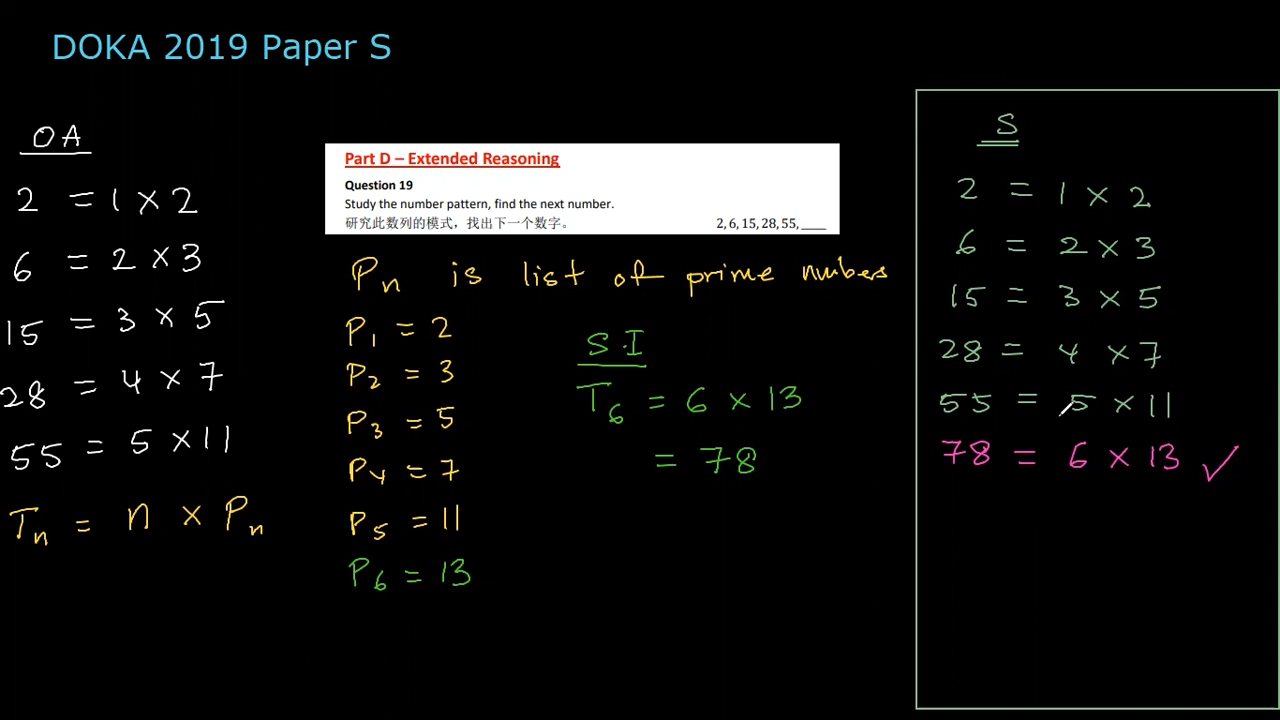 DOKA 2019 Paper S
OA
2 = 1 × 2
6 = 2 × 3
15 = 3 × 5
28 = 4 × 7
55 = 5 × 11
Tn = n × Pn
Part D – Extended Reasoning
Question 19
Study the number pattern, find the next number.
研究此数列的模式，找出下一个数字。 2, 6, 15, 28, 55, ____
Pn is list of prime numbers
P1 = 2
P2 = 3
P3 = 5
P4 = 7
P5 = 11
P6 = 13
S.I
T6 = 6 × 13
= 78
S
2 = 1 × 2
6 = 2 × 3
15 = 3 × 5
28 = 4 × 7
55 = 5 × 11
78 = 6 × 13 ✓